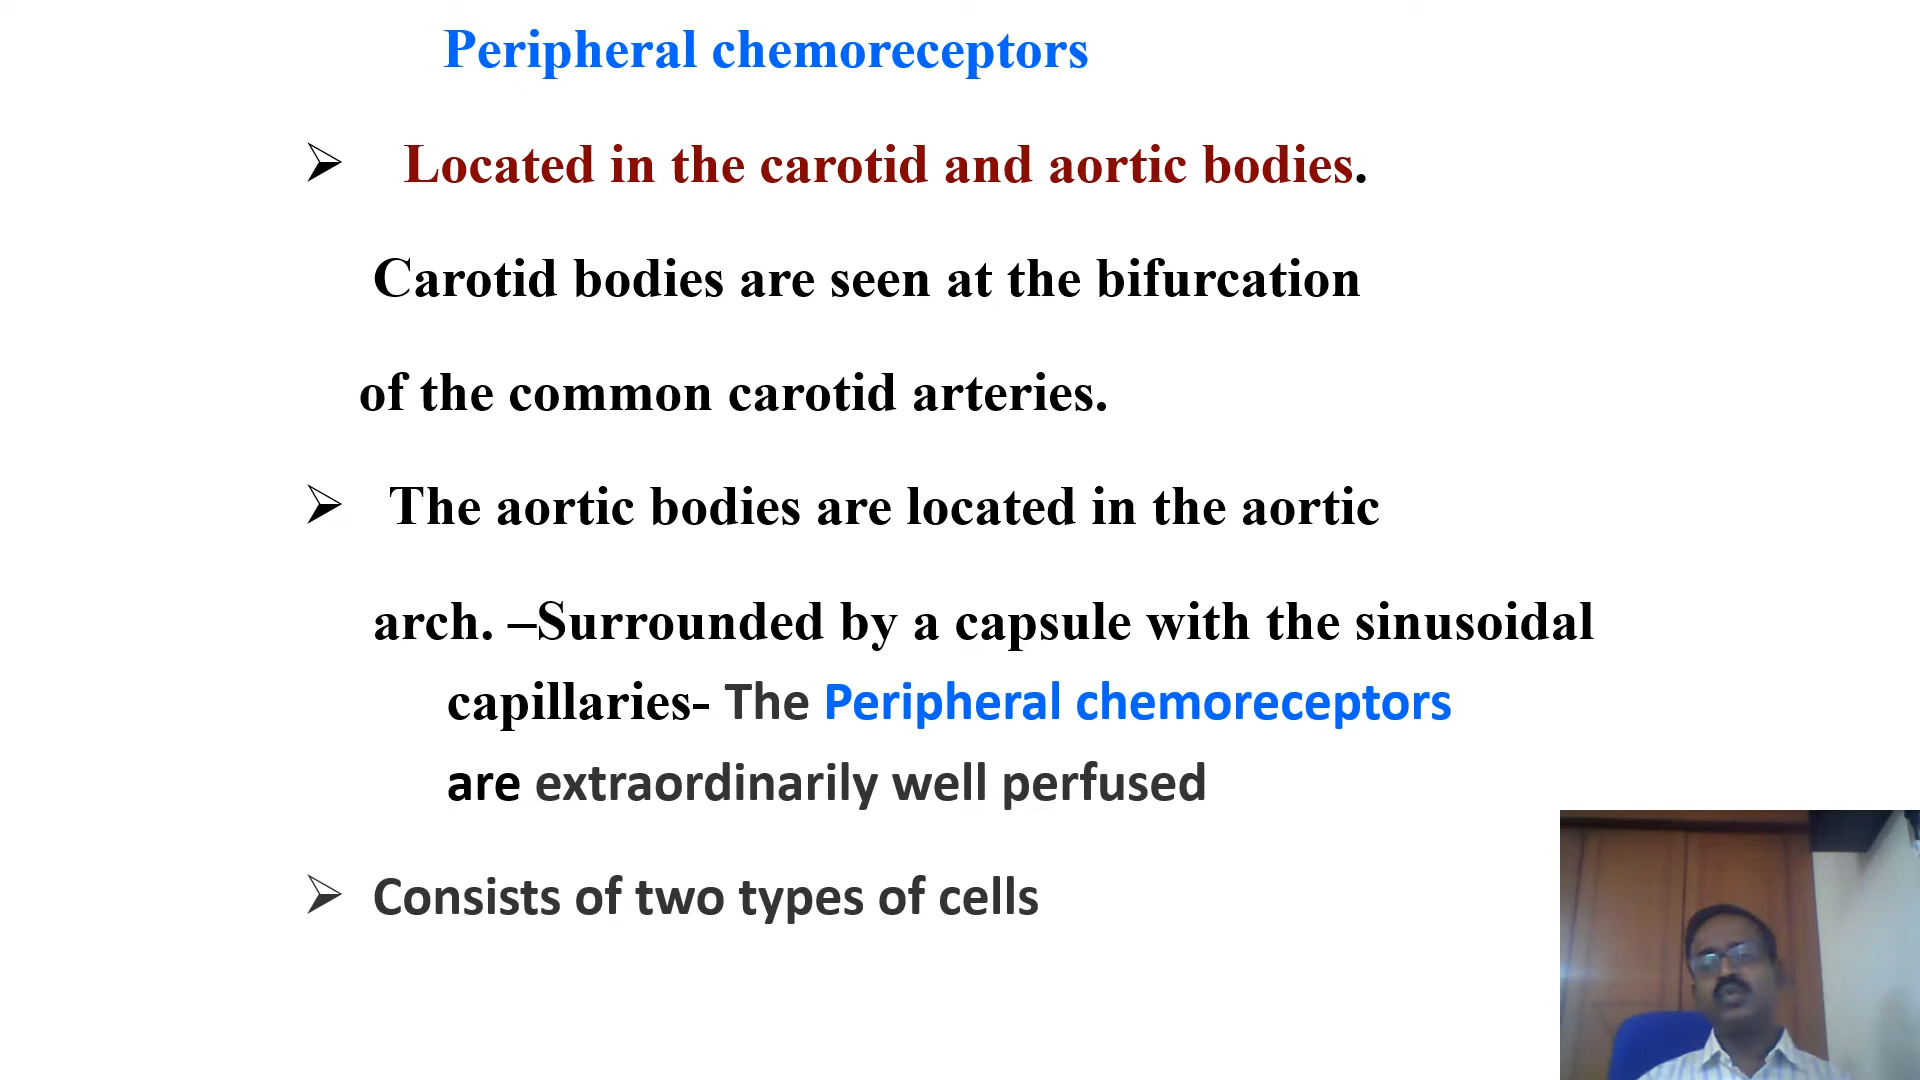 Peripheral chemoreceptors
➢ Located in the carotid and aortic bodies.
Carotid bodies are seen at the bifurcation
of the common carotid arteries.
➢ The aortic bodies are located in the aortic
arch. –Surrounded by a capsule with the sinusoidal
capillaries- The Peripheral chemoreceptors
are extraordinarily well perfused
➢ Consists of two types of cells